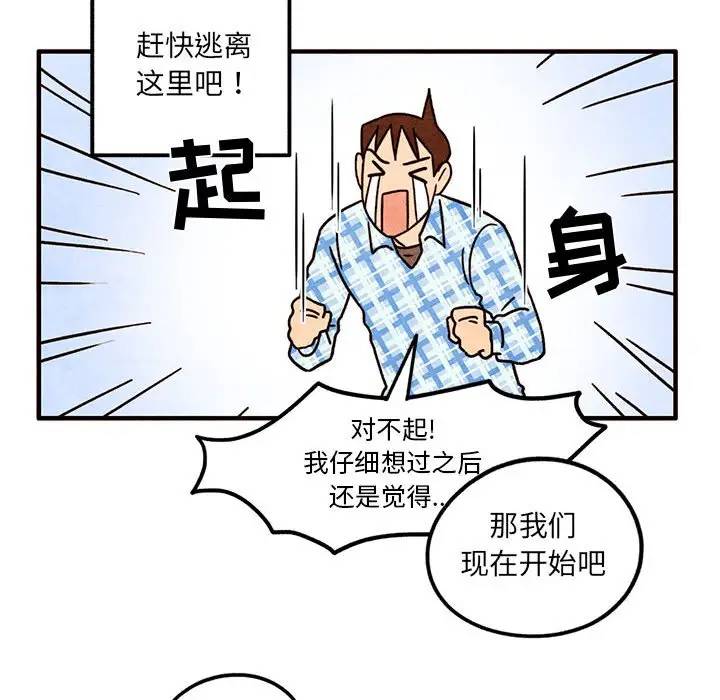 赶快逃离
这里吧！
起
身
对不起!
我仔细想过之后
还是觉得..
那我们
现在开始吧